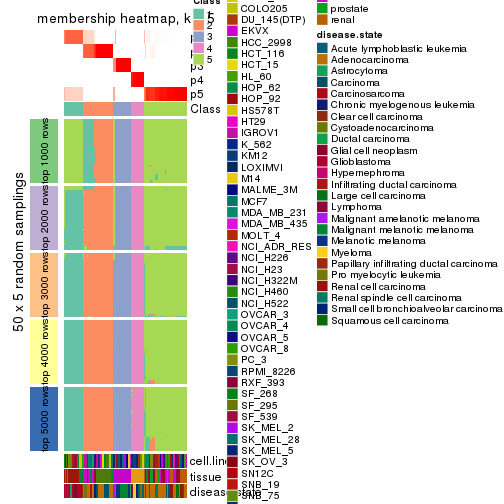 membership heatmap, k = 5
p3
p4
p5
Class
50 x 5 random samplings
top 1000 rows
top 2000 rows
top 3000 rows
top 4000 rows
top 5000 rows
cell.line
tissue
disease.state
Class
1
2
3
4
5
COLO205
DU_145(DTP)
EKVX
HCC_2998
HCT_116
HCT_15
HL_60
HOP_62
HOP_92
HS578T
HT29
IGROV1
K_562
KM12
LOXIMVI
M14
MALME_3M
MCF7
MDA_MB_231
MDA_MB_435
MOLT_4
NCI_ADR_RES
NCI_H226
NCI_H23
NCI_H322M
NCI_H460
NCI_H522
OVCAR_3
OVCAR_4
OVCAR_5
OVCAR_8
PC_3
RPMI_8226
RXF_393
SF_268
SF_295
SF_539
SK_MEL_2
SK_MEL_28
SK_MEL_5
SK_OV_3
SN12C
SNB_19
SNB_75
prostate
renal
disease.state
Acute lymphoblastic leukemia
Adenocarcinoma
Astrocytoma
Carcinoma
Carcinosarcoma
Chronic myelogenous leukemia
Clear cell carcinoma
Cystoadenocarcinoma
Ductal carcinoma
Glial cell neoplasm
Glioblastoma
Hypernephroma
Infiltrating ductal carcinoma
Large cell carcinoma
Lymphoma
Malignant amelanotic melanoma
Malignant melanotic melanoma
Melanotic melanoma
Myeloma
Papillary infiltrating ductal carcinoma
Pro myelocytic leukemia
Renal cell carcinoma
Renal spindle cell carcinoma
Small cell bronchioalveolar carcinoma
Squamous cell carcinoma